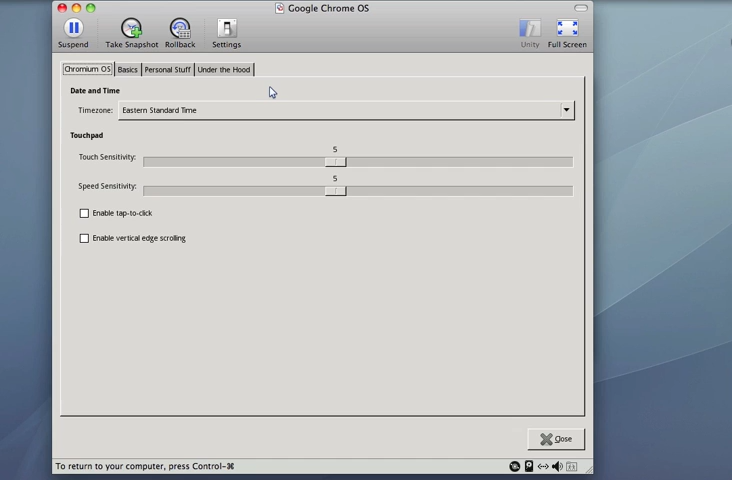 Google Chrome OS
Suspend
Take Snapshot
Rollback
Settings
Unity
Full Screen
Chromium OS
Basics
Personal Stuff
Under the Hood
Date and Time
Timezone:
Eastern Standard Time
Touchpad
5
Touch Sensitivity:
5
Speed Sensitivity:
Enable tap-to-click
Enable vertical edge scrolling
Close
To return to your computer, press Control-⌘